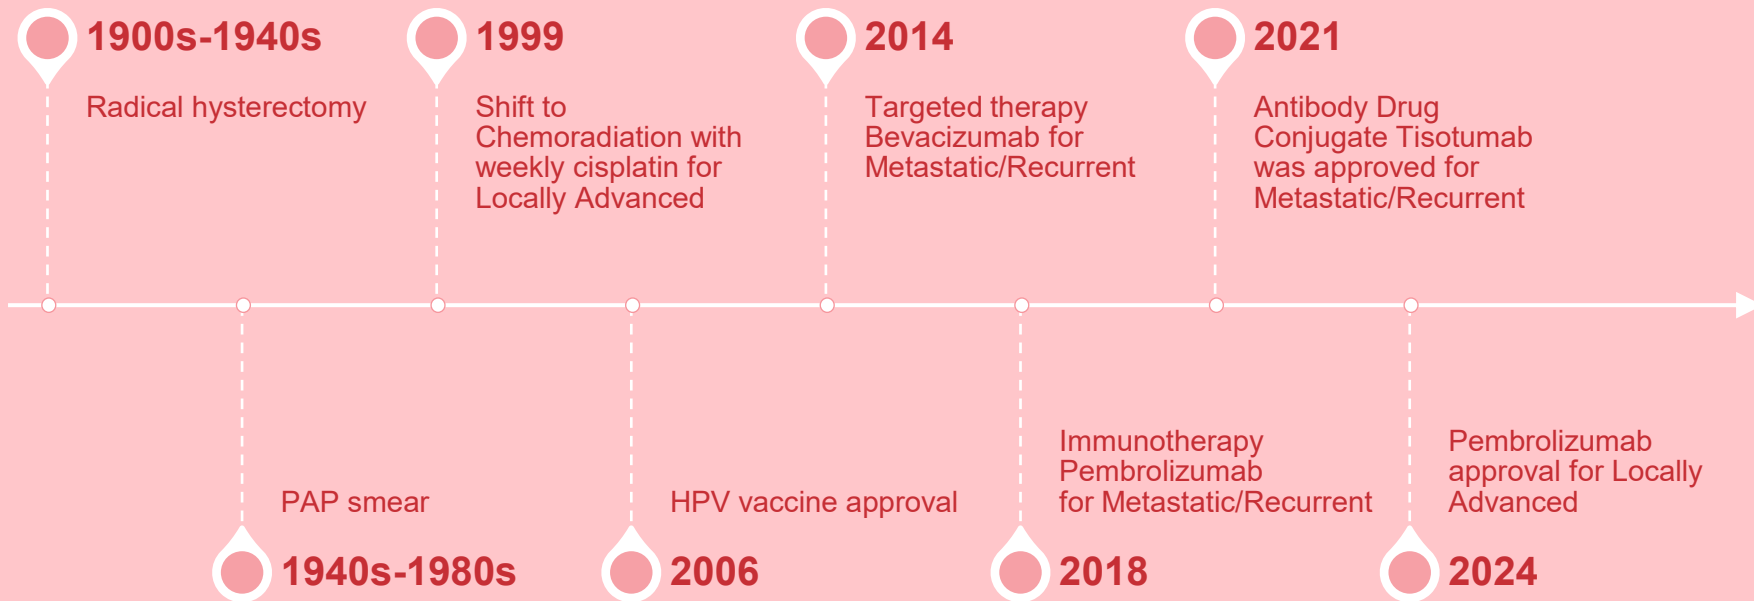 1900s-1940s
Radical hysterectomy
1999
Shift to
Chemoradiation with
weekly cisplatin for
Locally Advanced
2014
Targeted therapy
Bevacizumab for
Metastatic/Recurrent
2021
Antibody Drug
Conjugate Tisotumab
was approved for
Metastatic/Recurrent
PAP smear
1940s-1980s
HPV vaccine approval
2006
Immunotherapy
Pembrolizumab
for Metastatic/Recurrent
2018
Pembrolizumab
approval for Locally
Advanced
2024